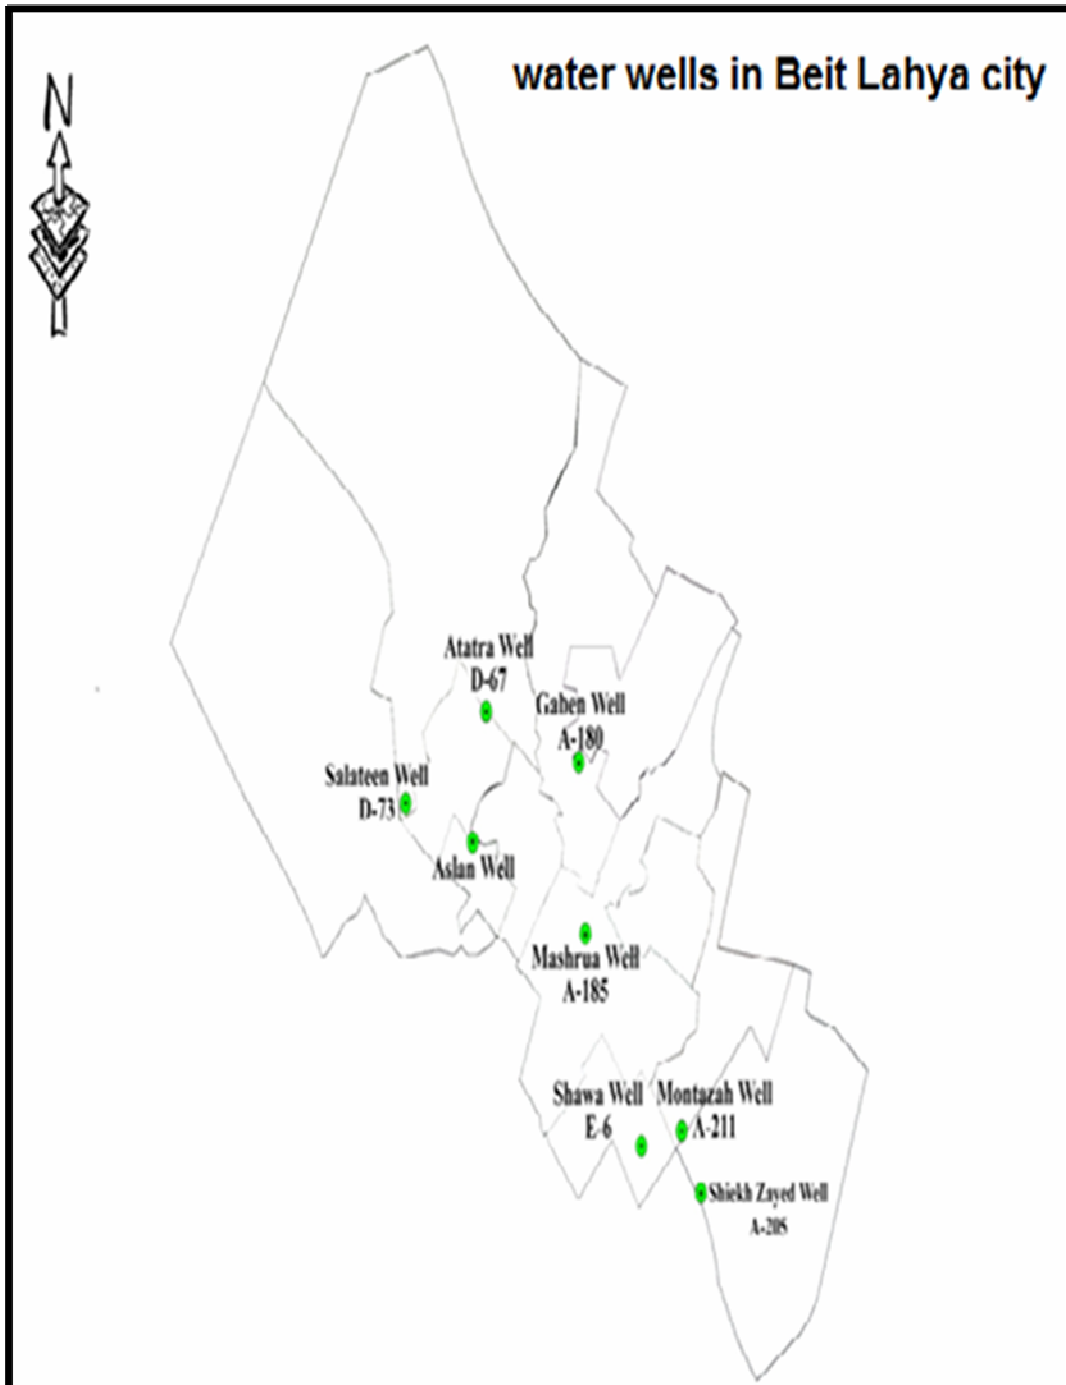 water wells in Beit Lahya city
N
Atatra Well
D-67
Gaben Well
A-180
Salateen Well
D-73
Aslan Well
Mashrua Well
A-185
Shawa Well
E-6
Montazah Well
A-211
Shiekh Zayed Well
A-205